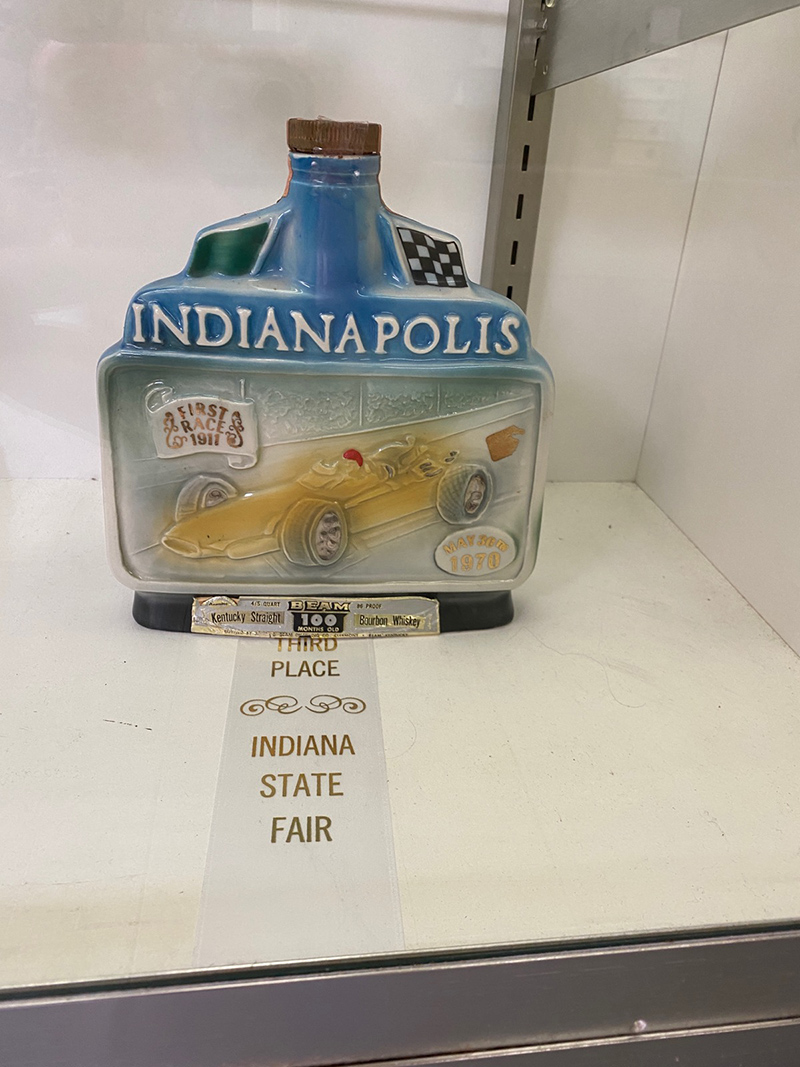 INDIANAPOLIS
FIRST
RACE
1911
MAY 30TH
1970
4/5 QUART BEAM 86 PROOF
Kentucky Straight 100 Bourbon Whiskey
MONTHS OLD
THIRD
PLACE
INDIANA
STATE
FAIR